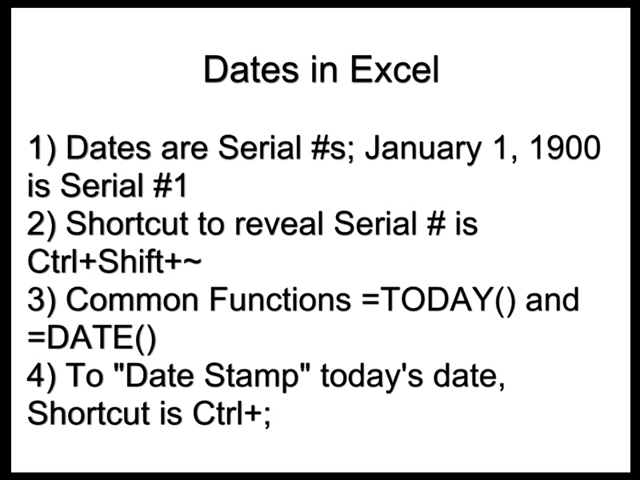 Dates in Excel
1) Dates are Serial #s; January 1, 1900
is Serial #1
2) Shortcut to reveal Serial # is
Ctrl+Shift+~
3) Common Functions =TODAY() and
=DATE()
4) To "Date Stamp" today's date,
Shortcut is Ctrl+;